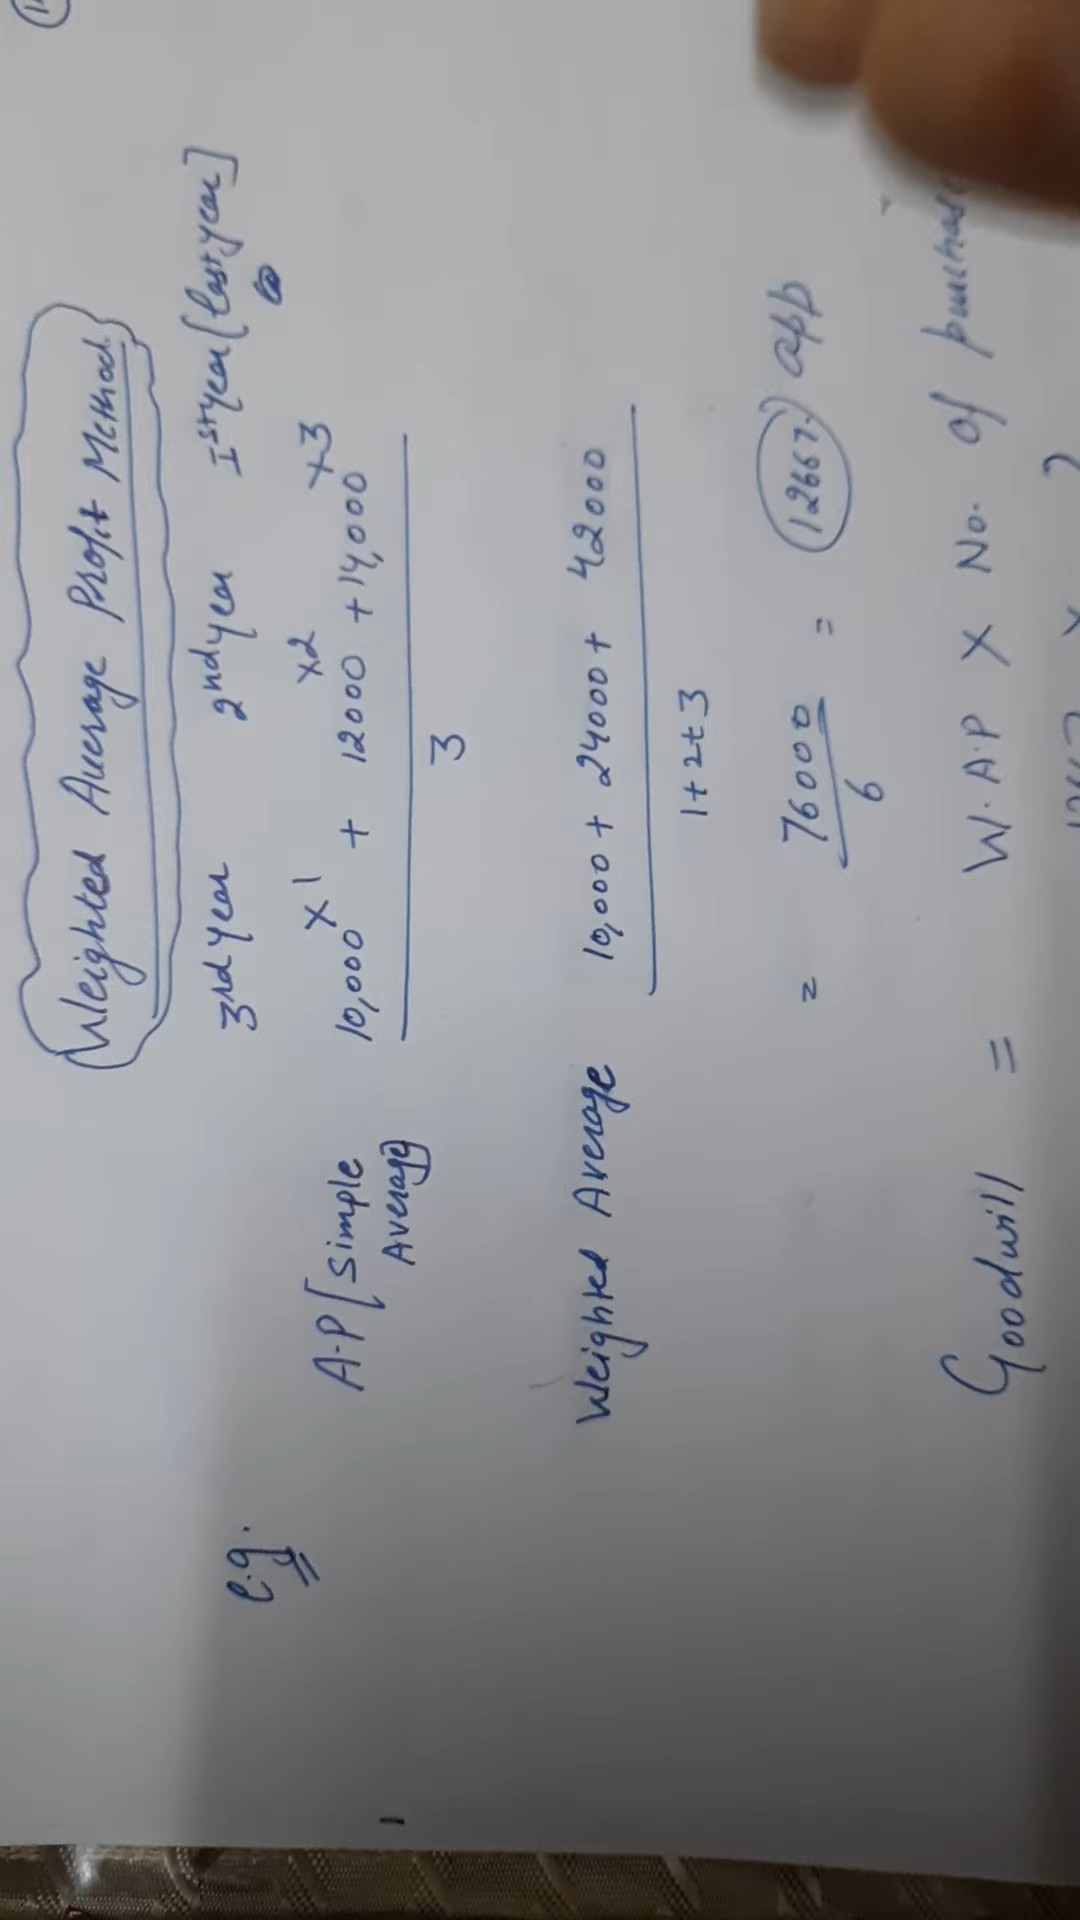 Weighted Average Profit Method.
3rd year 2nd year Ist year [last year]
e.g.
x1 x2 x3
A.P [Simple Average] 10,000 + 12000 + 14,000
3
Weighted Average 10,000 + 24000 + 42000
1+2+3
= 76000 = 12667. app
6
Goodwill = W.A.P X No. of purchase